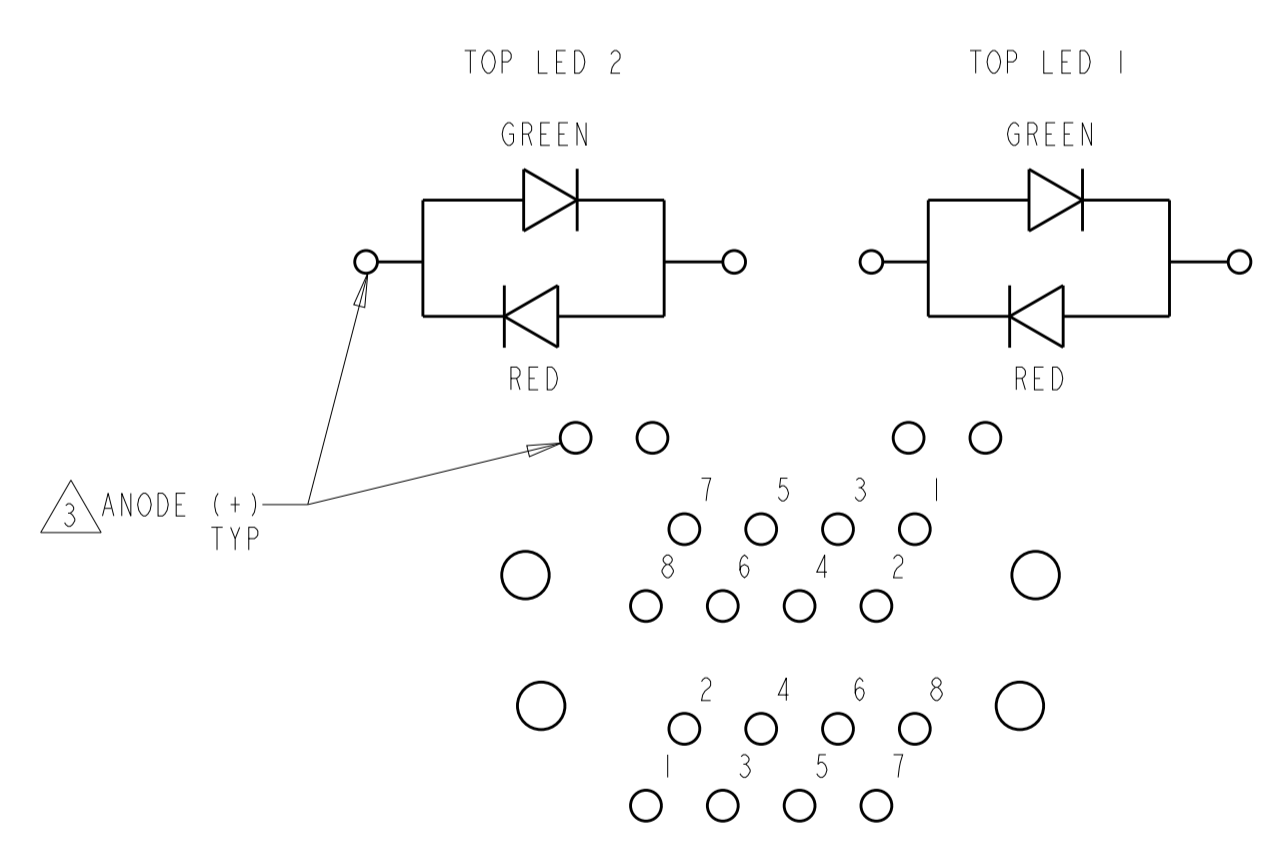 TOP LED 2
TOP LED 1
GREEN
GREEN
RED
RED
3 ANODE (+)
TYP
7 5 3 1
8 6 4 2
2 4 6 8
1 3 5 7